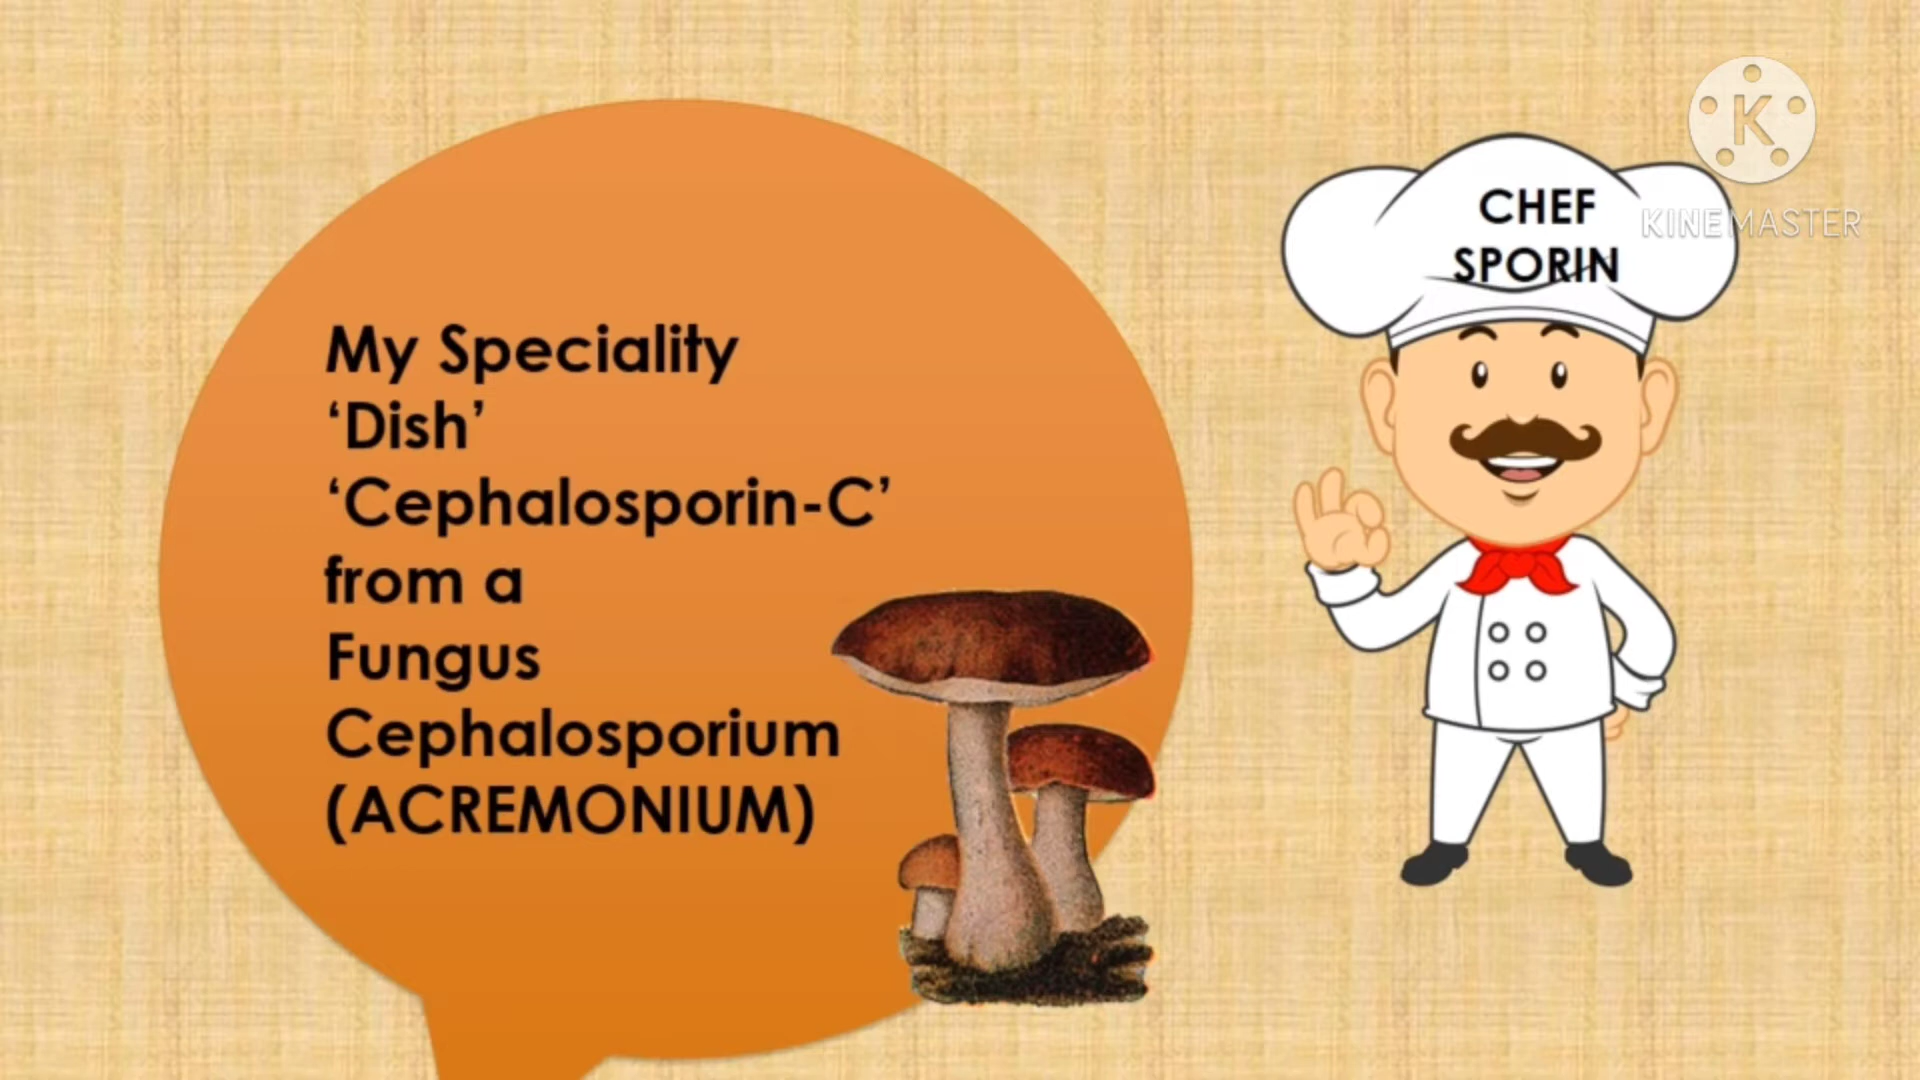 My Speciality
‘Dish’
‘Cephalosporin-C’
from a
Fungus
Cephalosporium
(ACREMONIUM)
CHEF
SPORIN
K
KINEMASTER